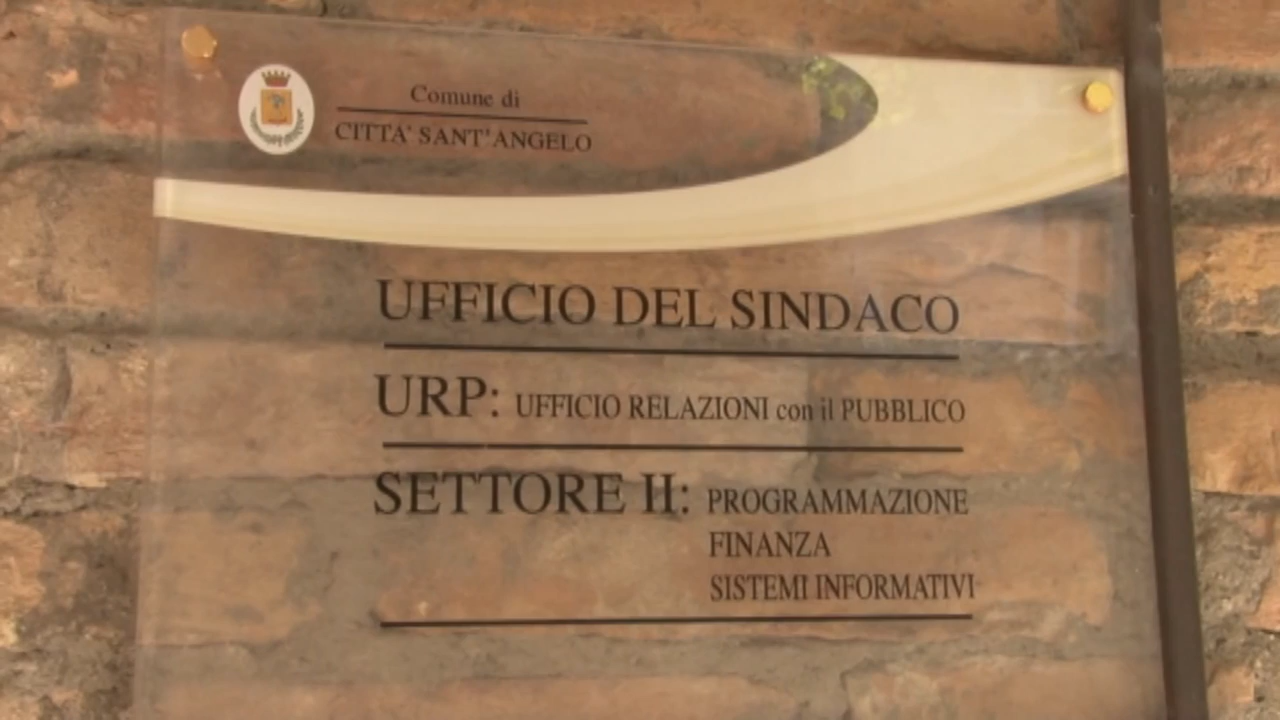 Comune di
CITTA' SANT'ANGELO
UFFICIO DEL SINDACO
URP: UFFICIO RELAZIONI con il PUBBLICO
SETTORE II: PROGRAMMAZIONE
FINANZA
SISTEMI INFORMATIVI